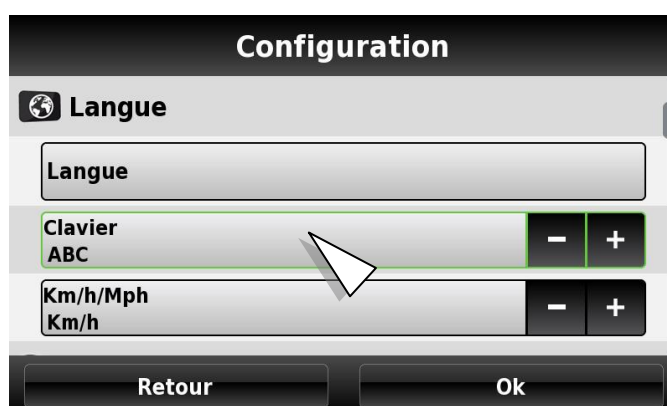 Configuration
Langue
Langue
Clavier
ABC
− +
Km/h/Mph
Km/h
− +
Retour Ok